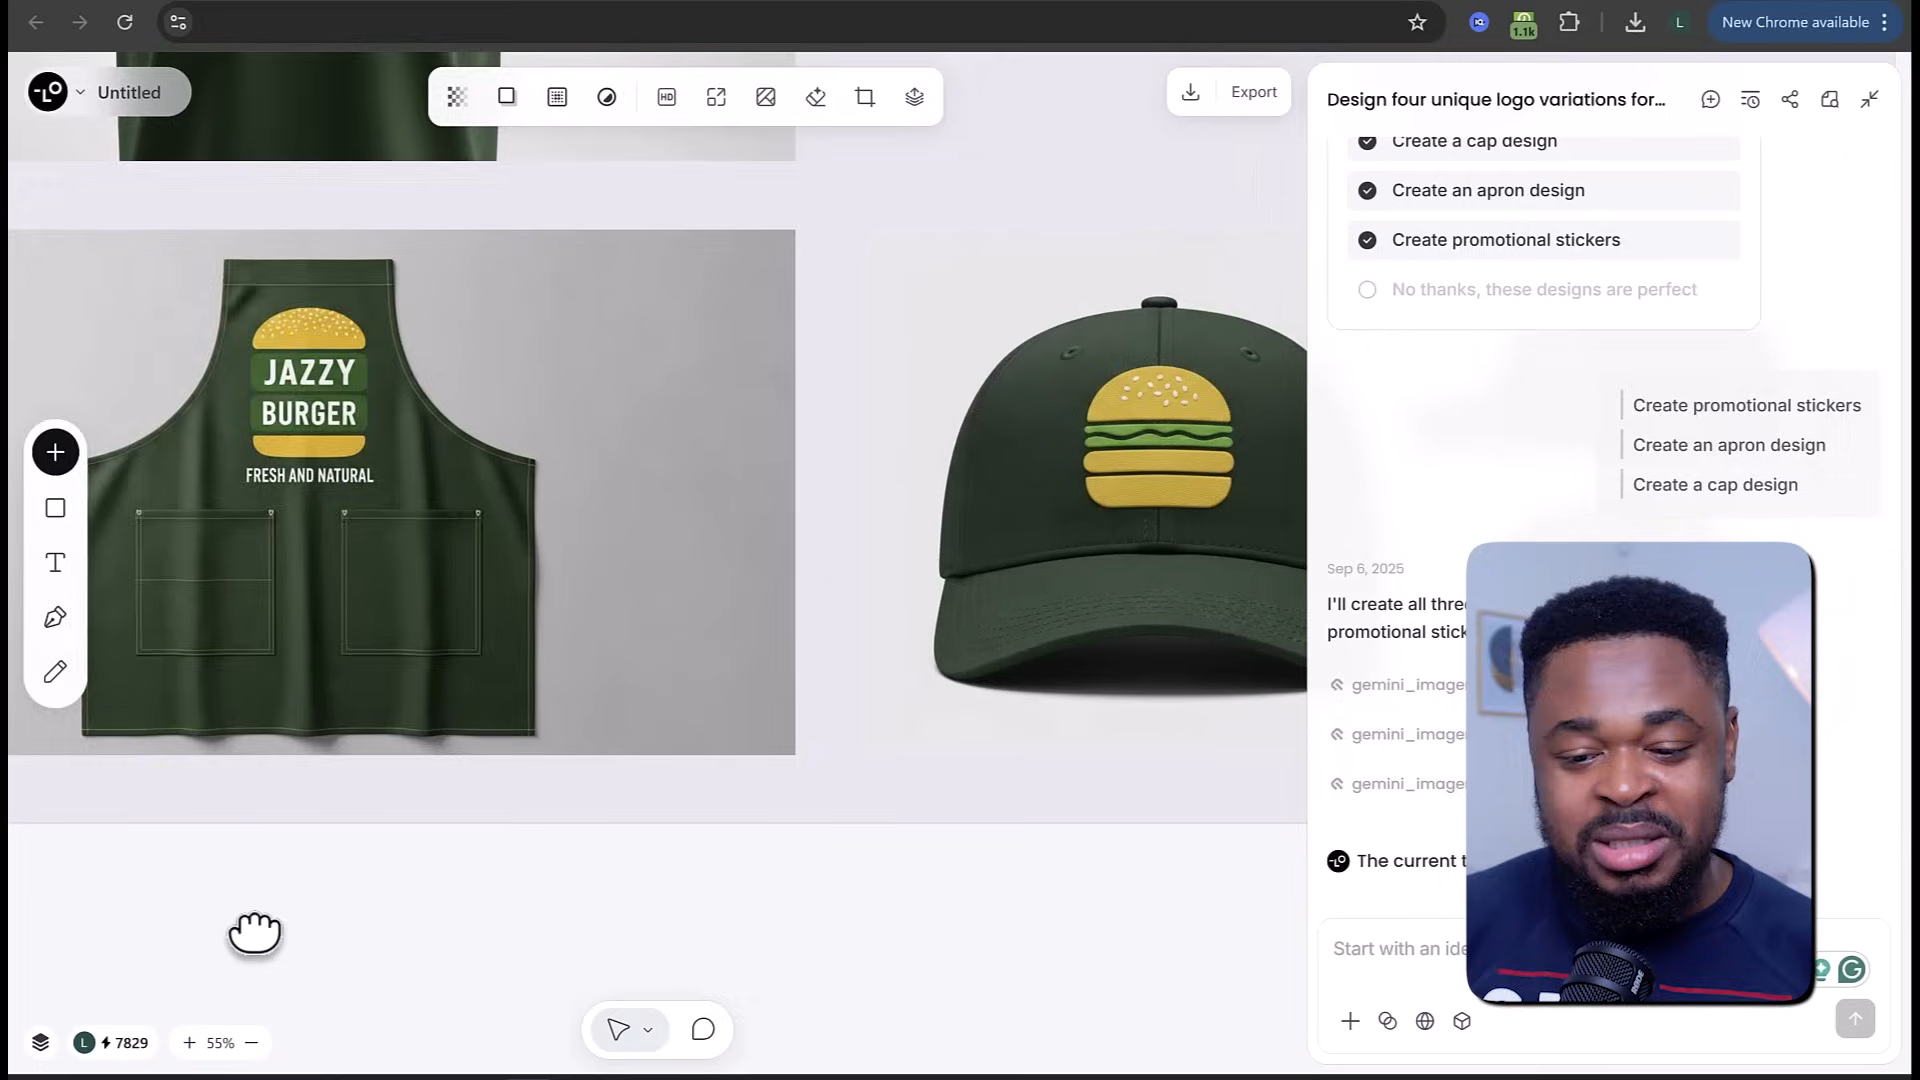 New Chrome available
1.1k
L
Untitled
HD
Export
Design four unique logo variations for...
Create a cap design
Create an apron design
Create promotional stickers
No thanks, these designs are perfect
JAZZY
BURGER
FRESH AND NATURAL
Create promotional stickers
Create an apron design
Create a cap design
Sep 6, 2025
I'll create all three
promotional stick
gemini_image
gemini_image
gemini_image
The current t
Start with an ide
RØDE
L 7829
55%